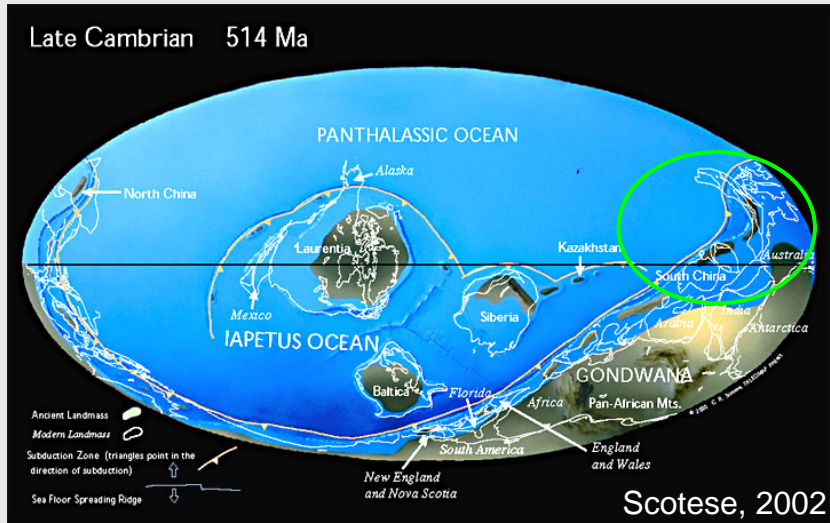 Late Cambrian 514 Ma
PANTHALASSIC OCEAN
Alaska
North China
Laurentia
Kazakhstan
Mexico
Siberia
South China
Australia
India
Arabia
Antarctica
IAPETUS OCEAN
Baltica
Florida
Africa
GONDWANA
Pan-African Mts.
South America
England
and Wales
New England
and Nova Scotia
Ancient Landmass
Modern Landmass
Subduction Zone (triangles point in the
direction of subduction)
Sea Floor Spreading Ridge
Scotese, 2002